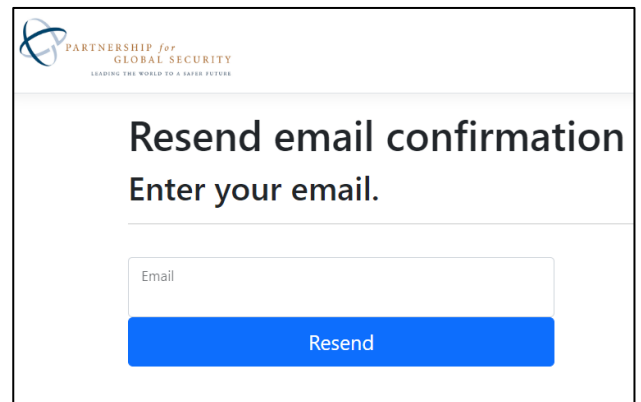 PARTNERSHIP for
GLOBAL SECURITY
LEADING THE WORLD TO A SAFER FUTURE
Resend email confirmation
Enter your email.
Email
Resend